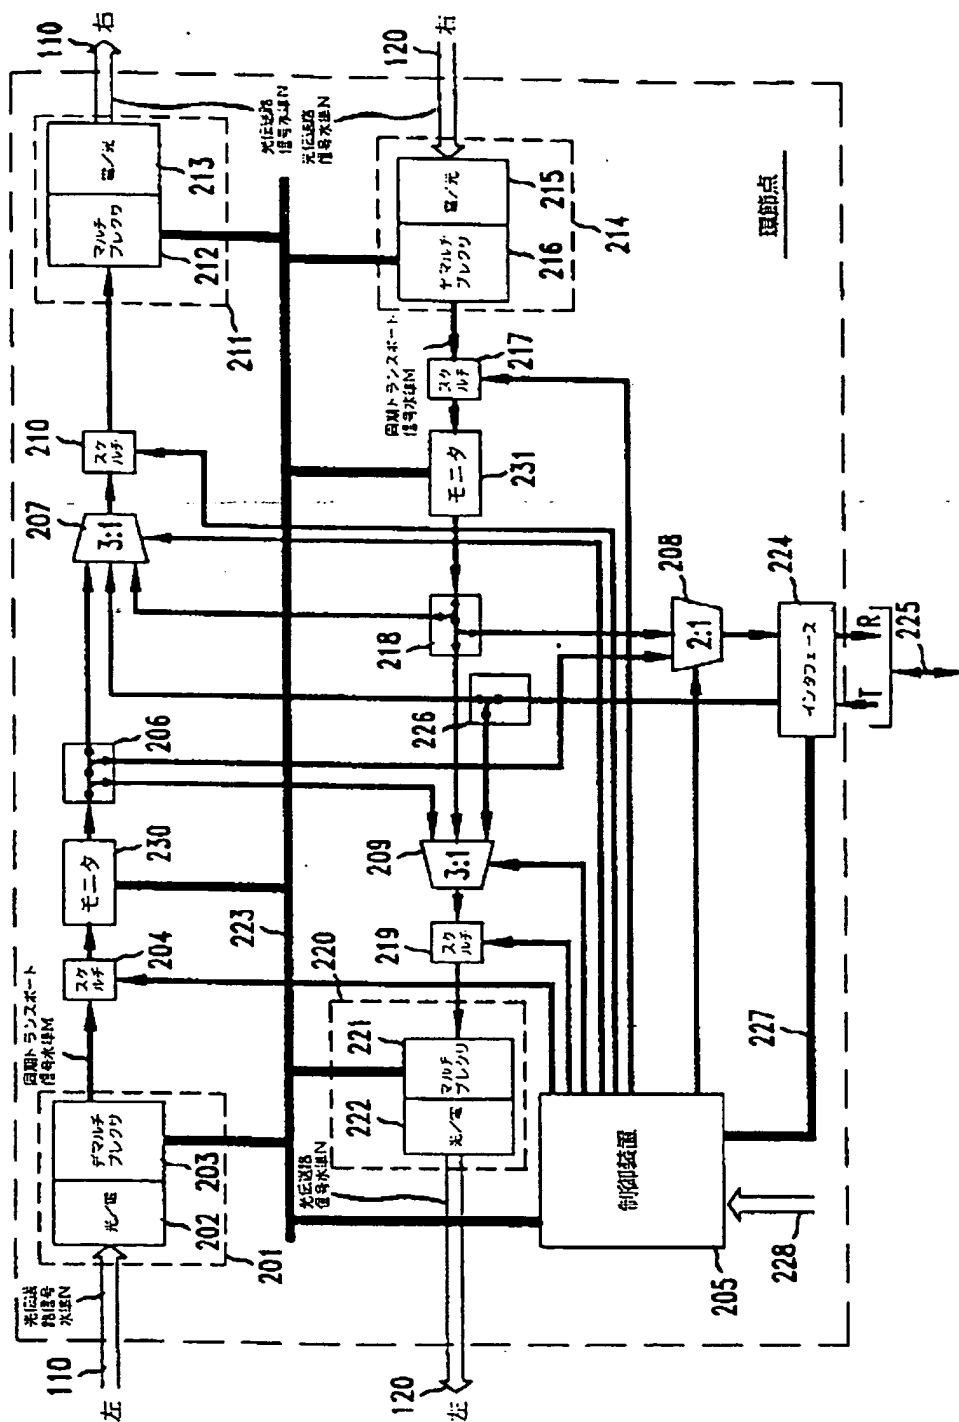 左
110
光伝送
路信号
水準N
光/電
202
デマルチ
プレクサ
203
201
同期トランスポート
信号水準M
スケルチ
204
モニタ
230
206
3:1
207
スケルチ
210
211
マルチ
プレクサ
212
電/光
213
110
右
光伝送路
信号水準N
光伝送路
信号水準N
120
右
215
216
214
マルチ
プレクサ
同期トランスポート
信号水準M
スケルチ
217
モニタ
231
218
226
223
3:1
209
スケルチ
219
220
マルチ
221
222
光/電
光伝送路
信号水準N
120
左
2:1
208
インタフェース
224
R
T
225
227
制御装置
205
228
環節点